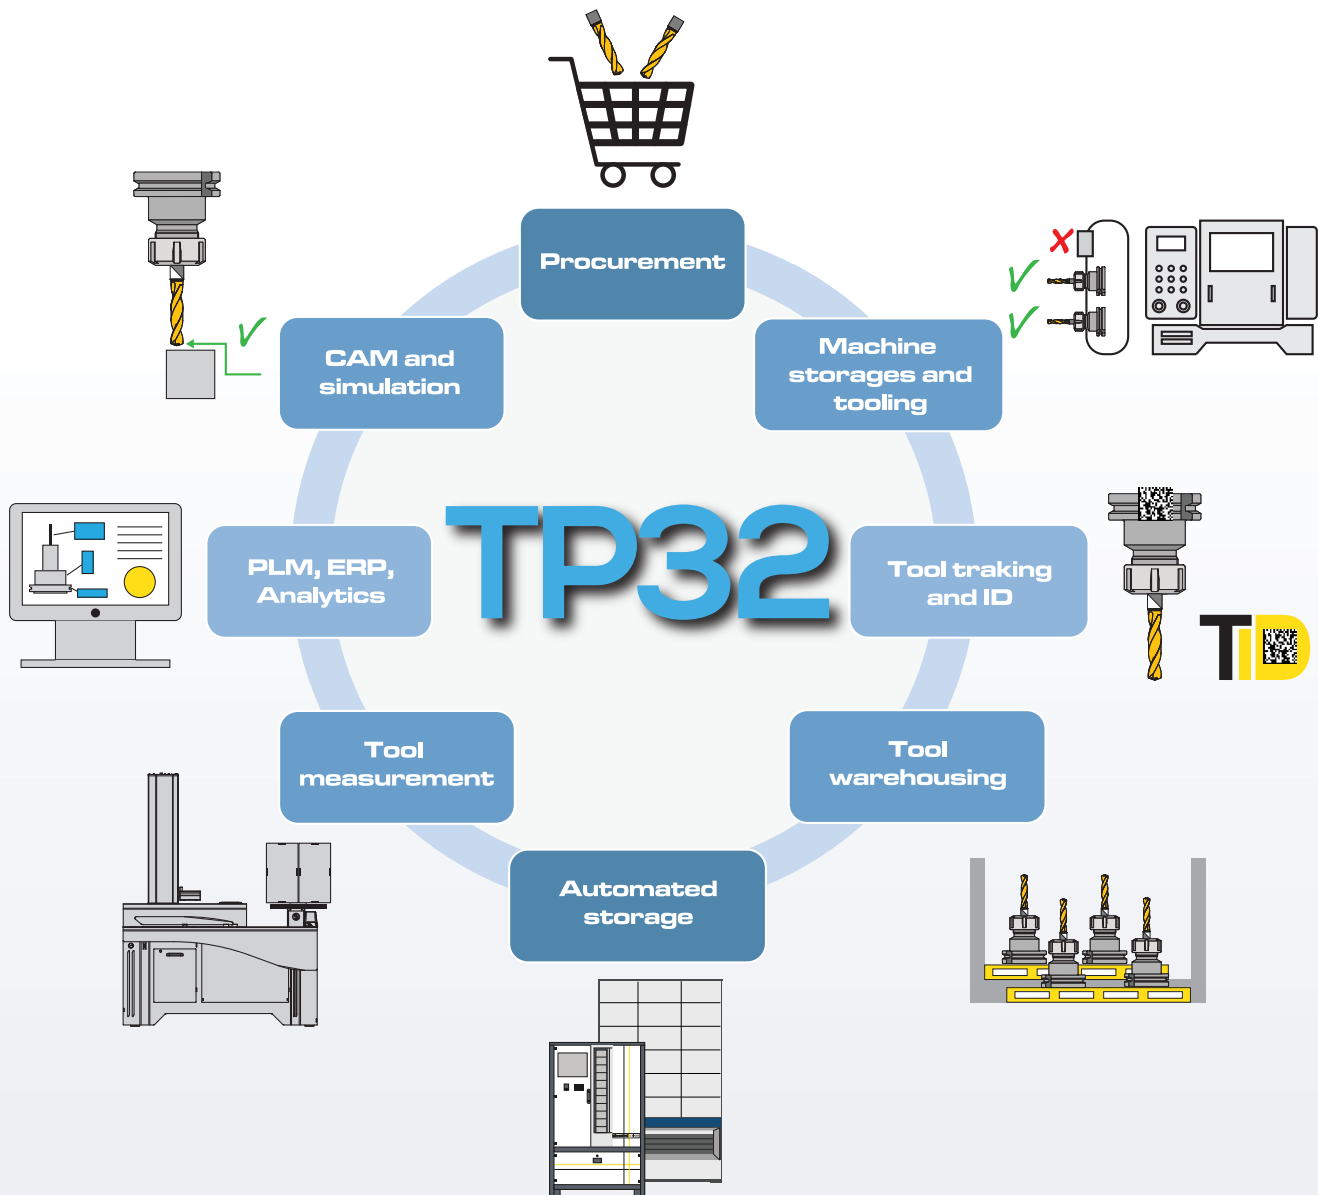 Procurement
CAM and
simulation
Machine
storages and
tooling
TP32
PLM, ERP,
Analytics
Tool traking
and ID
TiD
Tool
measurement
Tool
warehousing
Automated
storage